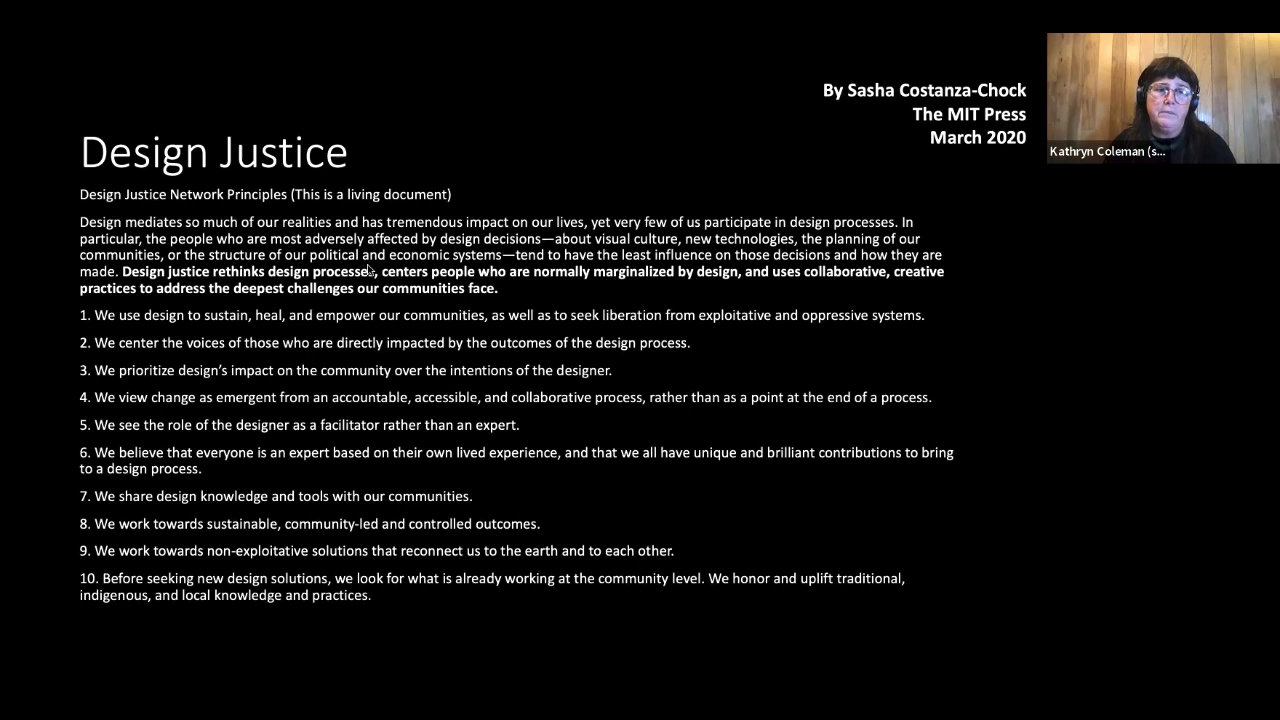 By Sasha Costanza-Chock
The MIT Press
March 2020
Kathryn Coleman (s...
Design Justice
Design Justice Network Principles (This is a living document)
Design mediates so much of our realities and has tremendous impact on our lives, yet very few of us participate in design processes. In
particular, the people who are most adversely affected by design decisions—about visual culture, new technologies, the planning of our
communities, or the structure of our political and economic systems—tend to have the least influence on those decisions and how they are
made. Design justice rethinks design processes, centers people who are normally marginalized by design, and uses collaborative, creative
practices to address the deepest challenges our communities face.
1. We use design to sustain, heal, and empower our communities, as well as to seek liberation from exploitative and oppressive systems.
2. We center the voices of those who are directly impacted by the outcomes of the design process.
3. We prioritize design’s impact on the community over the intentions of the designer.
4. We view change as emergent from an accountable, accessible, and collaborative process, rather than as a point at the end of a process.
5. We see the role of the designer as a facilitator rather than an expert.
6. We believe that everyone is an expert based on their own lived experience, and that we all have unique and brilliant contributions to bring
to a design process.
7. We share design knowledge and tools with our communities.
8. We work towards sustainable, community-led and controlled outcomes.
9. We work towards non-exploitative solutions that reconnect us to the earth and to each other.
10. Before seeking new design solutions, we look for what is already working at the community level. We honor and uplift traditional,
indigenous, and local knowledge and practices.